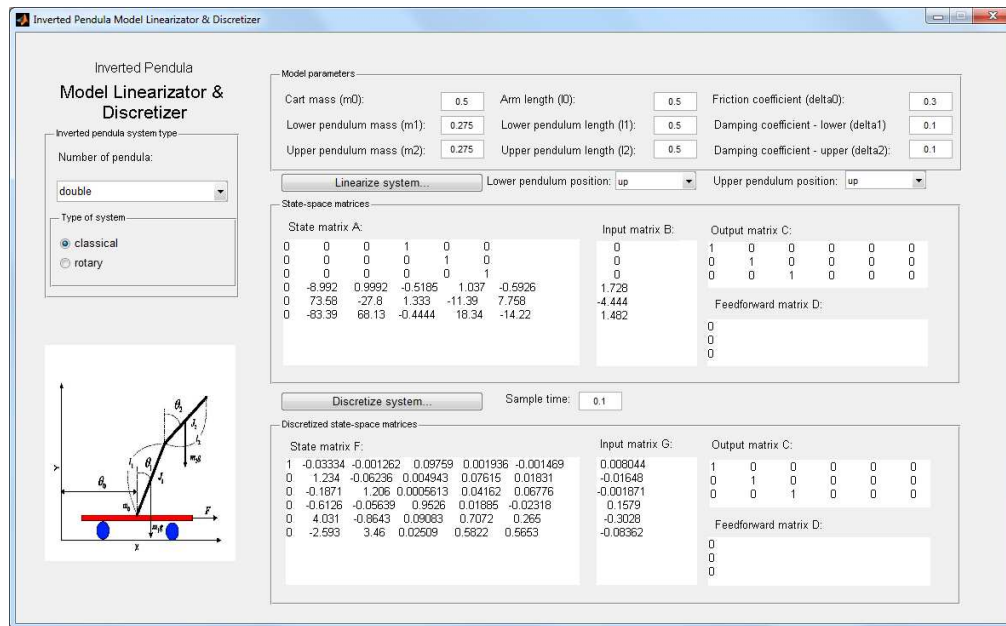 Inverted Pendula Model Linearizator & Discretizer
Inverted Pendula
Model Linearizator &
Discretizer
Inverted pendula system type
Number of pendula:
double
Type of system
classical
rotary
Model parameters
Cart mass (m0): 0.5 Arm length (l0): 0.5 Friction coefficient (delta0): 0.3
Lower pendulum mass (m1): 0.275 Lower pendulum length (l1): 0.5 Damping coefficient - lower (delta1) 0.1
Upper pendulum mass (m2): 0.275 Upper pendulum length (l2): 0.5 Damping coefficient - upper (delta2): 0.1
Linearize system... Lower pendulum position: up Upper pendulum position: up
State-space matrices
State matrix A:
0 0 0 1 0 0
0 0 0 0 1 0
0 0 0 0 0 1
0 -8.992 0.9992 -0.5185 1.037 -0.5926
0 73.58 -27.8 1.333 -11.39 7.758
0 -83.39 68.13 -0.4444 18.34 -14.22
Input matrix B:
0
0
0
1.728
-4.444
1.482
Output matrix C:
1 0 0 0 0 0
0 1 0 0 0 0
0 0 1 0 0 0
Feedforward matrix D:
0
0
0
Discretize system... Sample time: 0.1
Discretized state-space matrices
State matrix F:
1 -0.03334 -0.001262 0.09759 0.001936 -0.001469
0 1.234 -0.06236 0.004943 0.07615 0.01831
0 -0.1871 1.206 0.0005613 0.04162 0.06776
0 -0.6126 -0.05639 0.9526 0.01885 -0.02318
0 4.031 -0.8643 0.09083 0.7072 0.265
0 -2.593 3.46 0.02509 0.5822 0.5653
Input matrix G:
0.008044
-0.01648
-0.001871
0.1579
-0.3028
-0.08362
Output matrix C:
1 0 0 0 0 0
0 1 0 0 0 0
0 0 1 0 0 0
Feedforward matrix D:
0
0
0
Y
θ₂
J₂
l₂
m₂g
l₁
θ₁
J₁
θ₀
m₀
F
m₁g
X